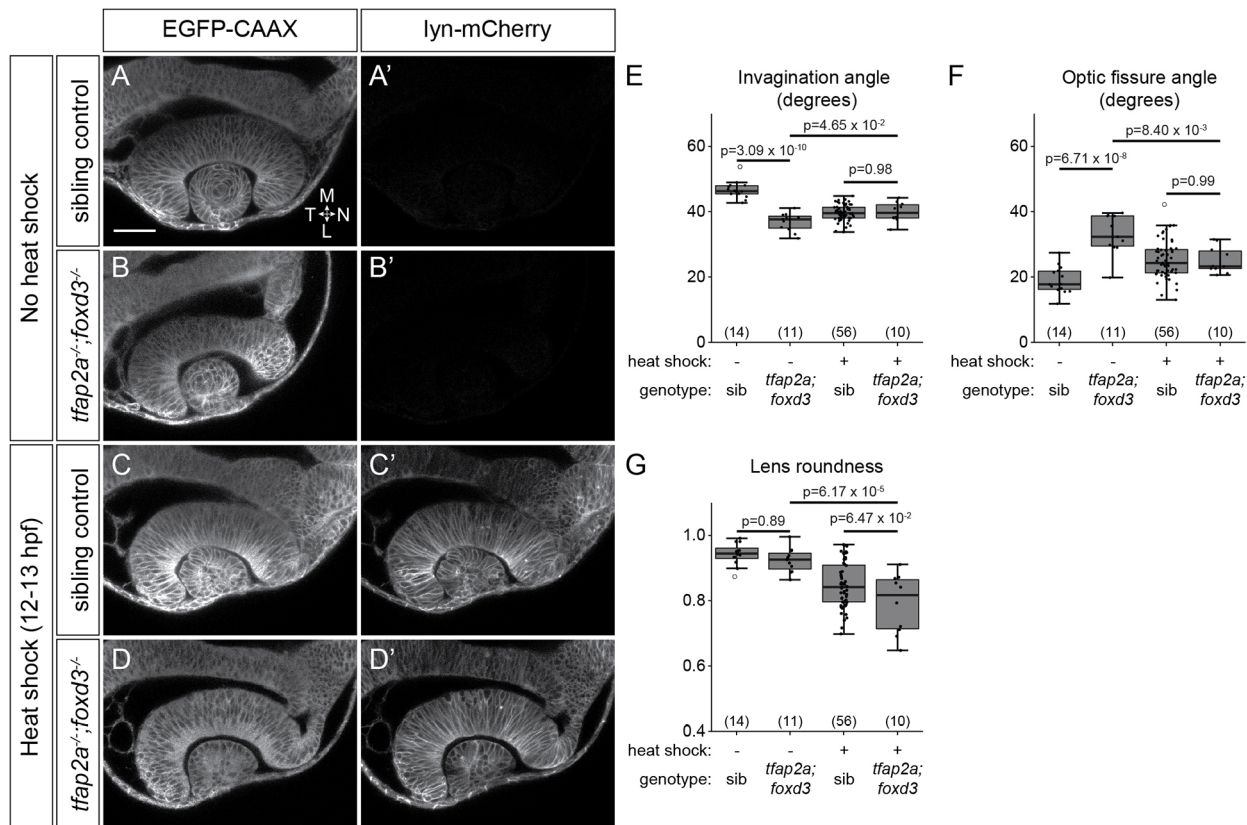 EGFP-CAAX
lyn-mCherry
No heat shock
sibling control
A
A'
M
T N
L
tfap2a-/-;foxd3-/-
B
B'
Heat shock (12-13 hpf)
sibling control
C
C'
tfap2a-/-;foxd3-/-
D
D'
E
Invagination angle
(degrees)
p=4.65 x 10-2
p=3.09 x 10-10
p=0.98
60
40
20
0
(14) (11) (56) (10)
heat shock: - - + +
genotype: sib tfap2a; foxd3 sib tfap2a; foxd3
F
Optic fissure angle
(degrees)
p=8.40 x 10-3
p=6.71 x 10-8
p=0.99
60
40
20
0
(14) (11) (56) (10)
heat shock: - - + +
genotype: sib tfap2a; foxd3 sib tfap2a; foxd3
G
Lens roundness
p=6.17 x 10-5
p=0.89
p=6.47 x 10-2
1.0
0.8
0.6
0.4
(14) (11) (56) (10)
heat shock: - - + +
genotype: sib tfap2a; foxd3 sib tfap2a; foxd3